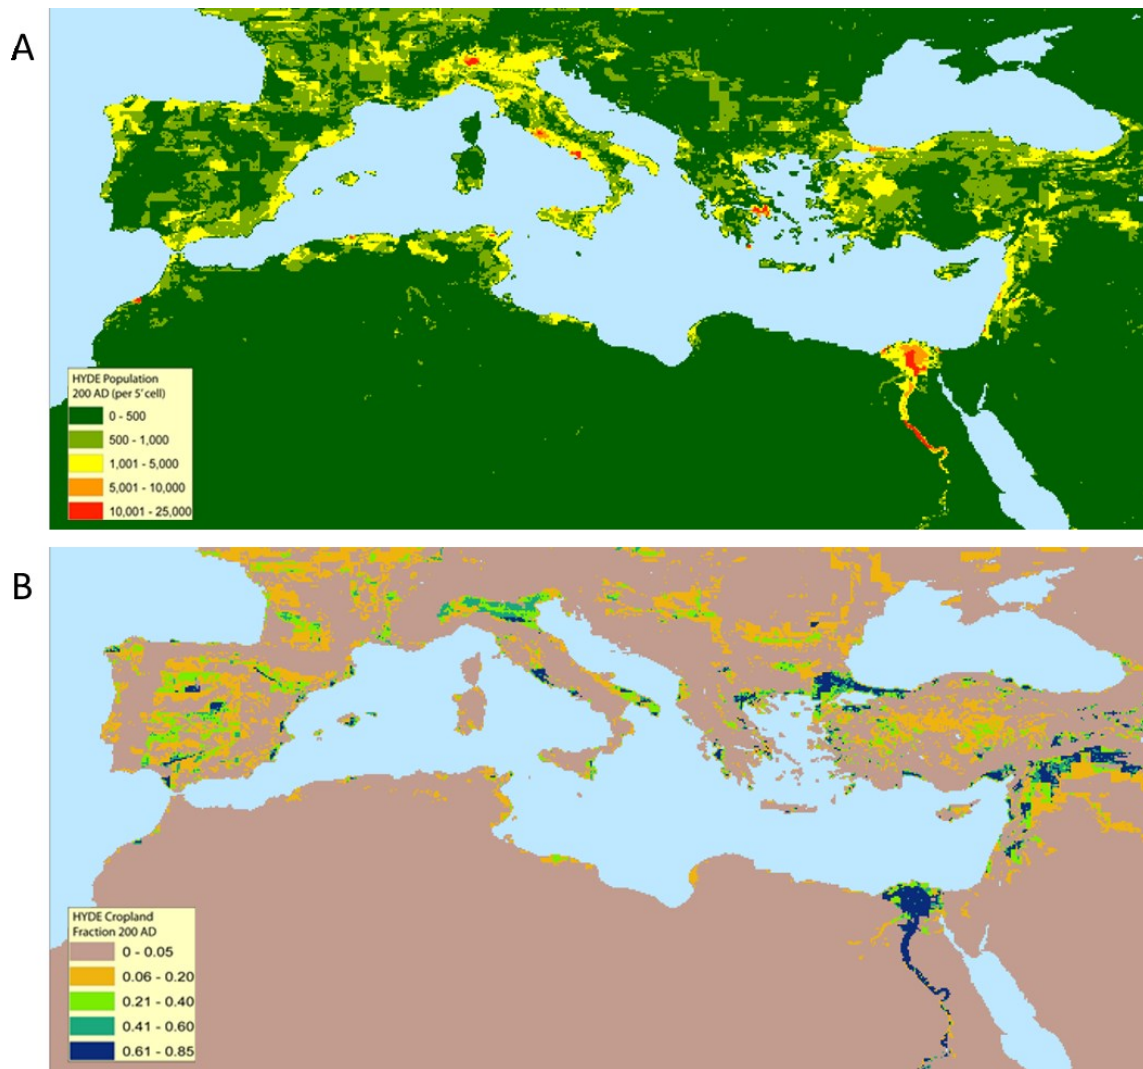 A
HYDE Population
200 AD (per 5' cell)
0 - 500
500 - 1,000
1,001 - 5,000
5,001 - 10,000
10,001 - 25,000
B
HYDE Cropland
Fraction 200 AD
0 - 0.05
0.06 - 0.20
0.21 - 0.40
0.41 - 0.60
0.61 - 0.85